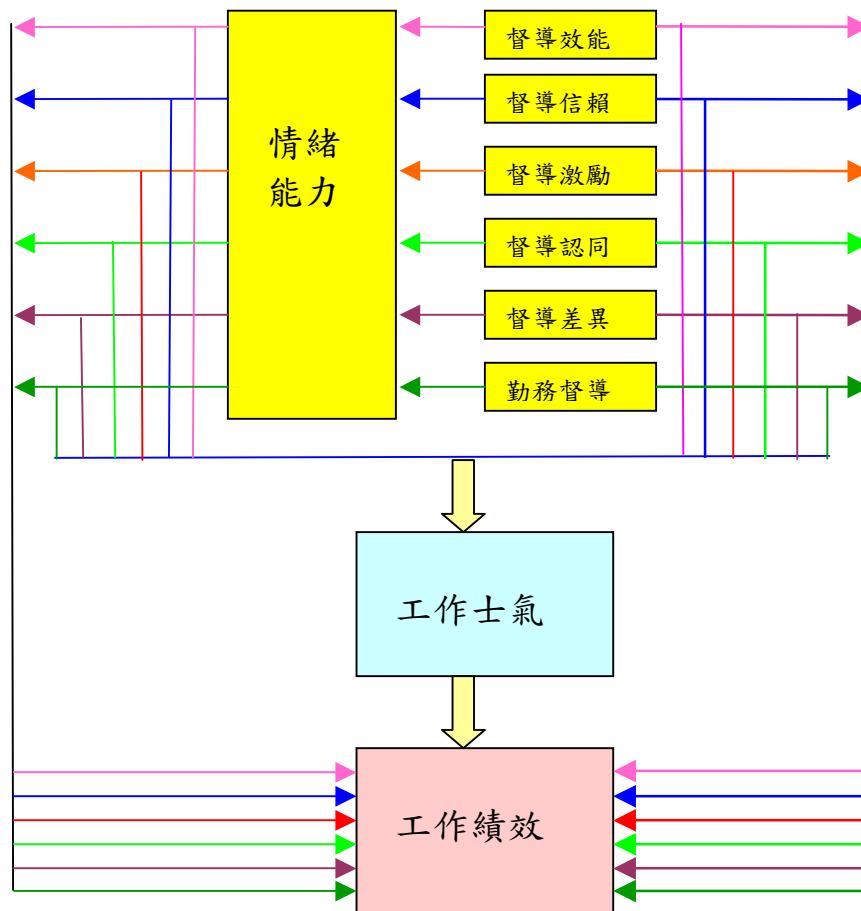 督導效能
督導信賴
情緒
能力
督導激勵
督導認同
督導差異
勤務督導
工作士氣
工作績效